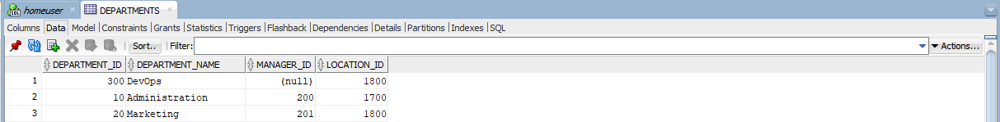 homeuser DEPARTMENTS
Columns Data Model Constraints Grants Statistics Triggers Flashback Dependencies Details Partitions Indexes SQL
Sort.. Filter: Actions...
DEPARTMENT_ID DEPARTMENT_NAME MANAGER_ID LOCATION_ID
1 300 DevOps (null) 1800
2 10 Administration 200 1700
3 20 Marketing 201 1800